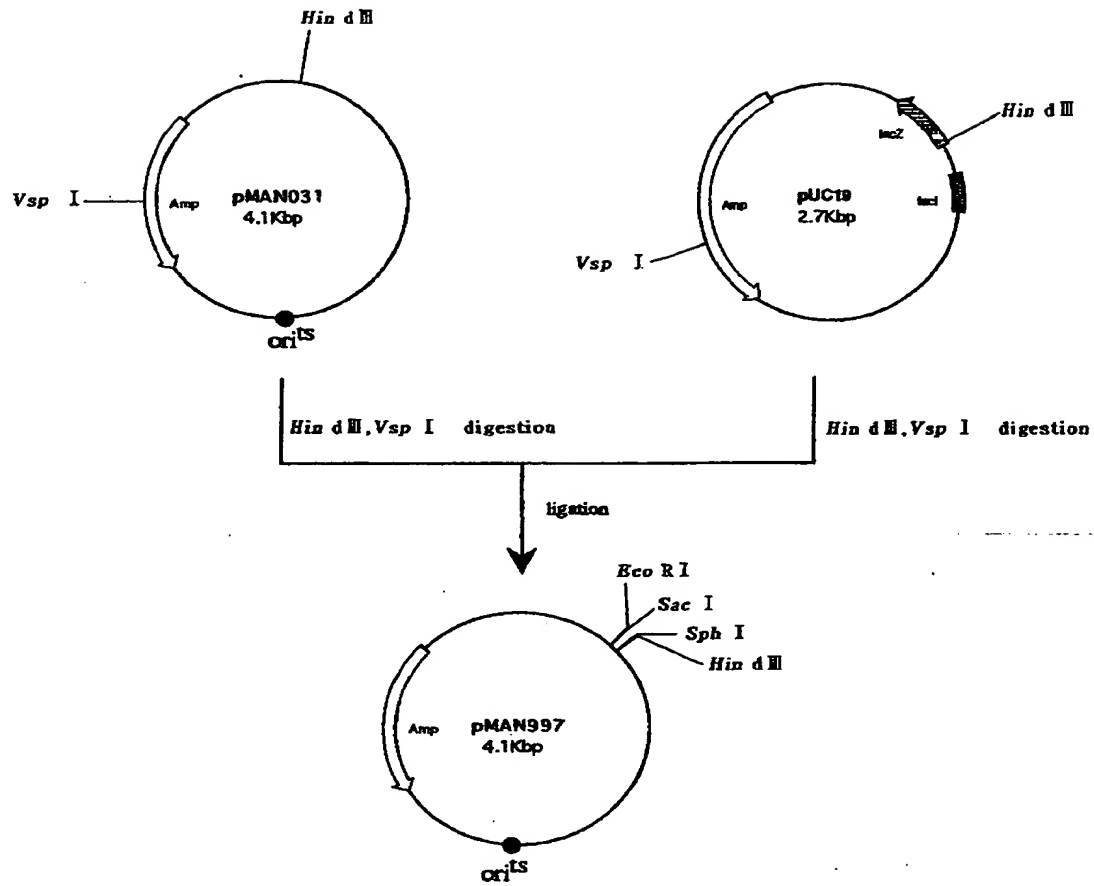 Hin dⅢ
Vsp Ⅰ
Amp
pMAN031
4.1Kbp
ori^ts
Hin dⅢ
lacZ
pUC19
2.7Kbp
Amp
lacI
Vsp Ⅰ
Hin dⅢ,Vsp Ⅰ digestion
Hin dⅢ,Vsp Ⅰ digestion
ligation
Eco RⅠ
Sac Ⅰ
Sph Ⅰ
Hin dⅢ
Amp
pMAN997
4.1Kbp
ori^ts